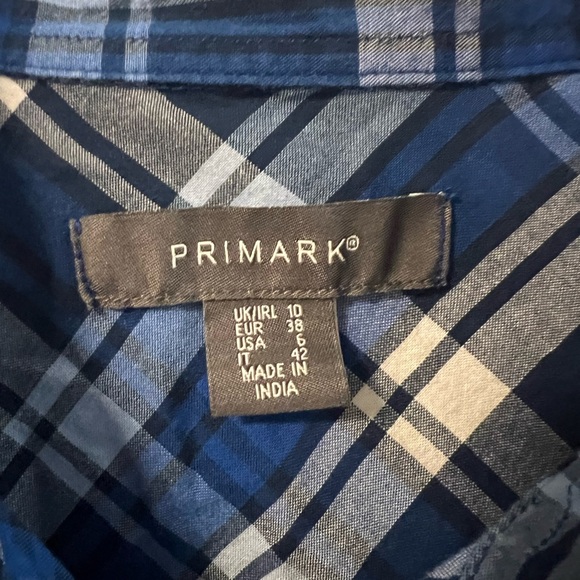 PRIMARK®
UK/IRL 10
EUR 38
USA 6
IT 42
MADE IN
INDIA